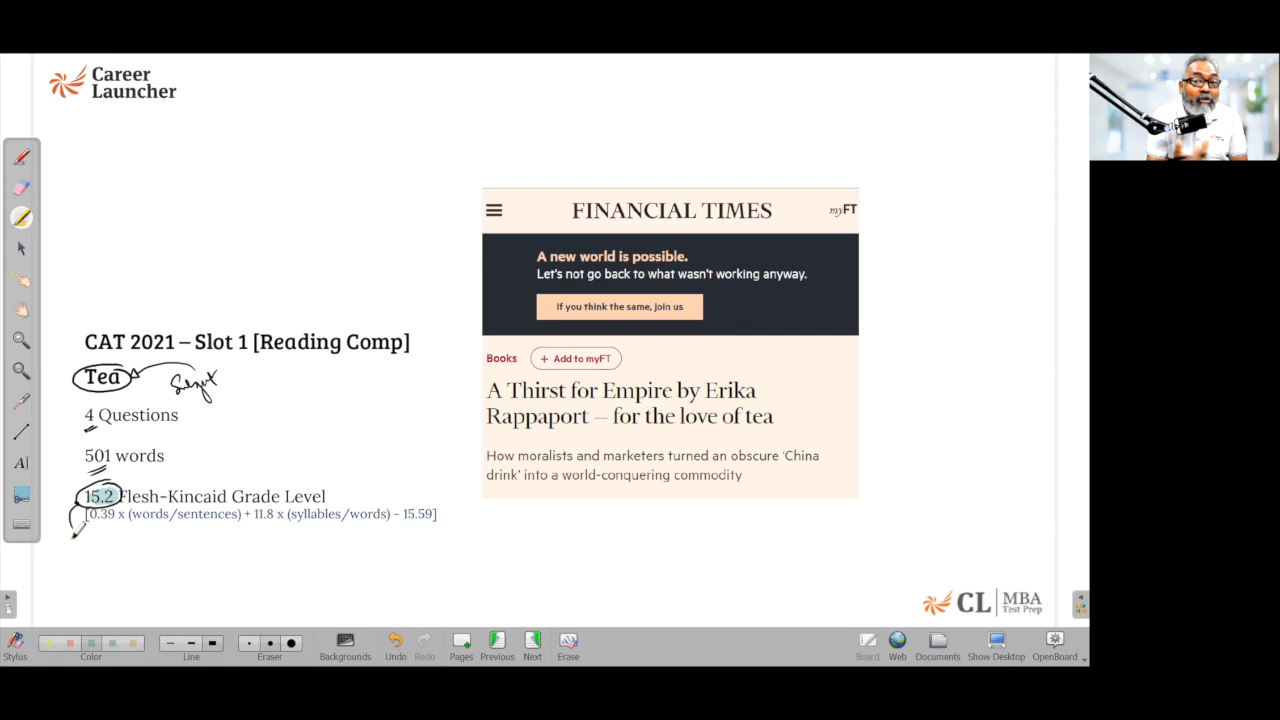 Career
Launcher
FINANCIAL TIMES
myFT
A new world is possible.
Let's not go back to what wasn't working anyway.
If you think the same, join us
Books
+ Add to myFT
A Thirst for Empire by Erika
Rappaport – for the love of tea
How moralists and marketers turned an obscure 'China
drink' into a world-conquering commodity
CAT 2021 – Slot 1 [Reading Comp]
Tea
4 Questions
501 words
15.2 Flesh-Kincaid Grade Level
[0.39 x (words/sentences) + 11.8 x (syllables/words) - 15.59]
CL | MBA
Test Prep
Stylus
Color
Line
Eraser
Backgrounds
Undo
Redo
Pages
Previous
Next
Erase
Board
Web
Documents
Show Desktop
OpenBoard